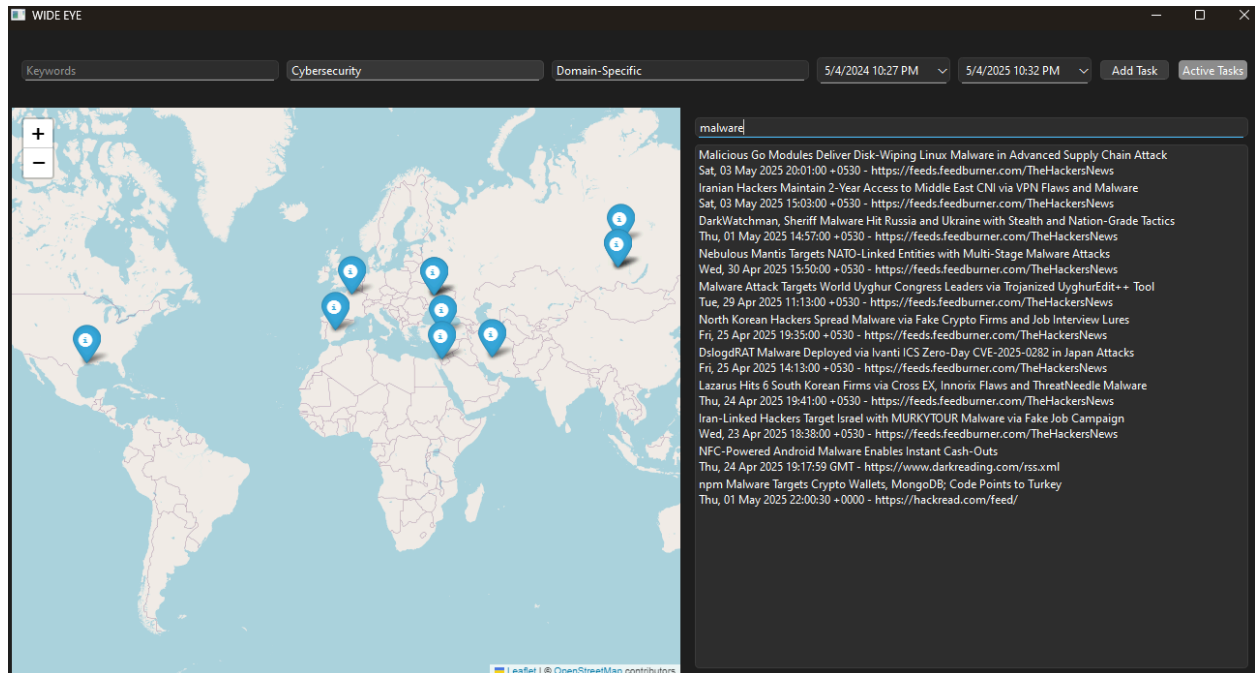 WIDE EYE
Keywords
Cybersecurity
Domain-Specific
5/4/2024 10:27 PM
5/4/2025 10:32 PM
Add Task
Active Tasks
+
−
malware
Malicious Go Modules Deliver Disk-Wiping Linux Malware in Advanced Supply Chain Attack
Sat, 03 May 2025 20:01:00 +0530 - https://feeds.feedburner.com/TheHackersNews
Iranian Hackers Maintain 2-Year Access to Middle East CNI via VPN Flaws and Malware
Sat, 03 May 2025 15:03:00 +0530 - https://feeds.feedburner.com/TheHackersNews
DarkWatchman, Sheriff Malware Hit Russia and Ukraine with Stealth and Nation-Grade Tactics
Thu, 01 May 2025 14:57:00 +0530 - https://feeds.feedburner.com/TheHackersNews
Nebulous Mantis Targets NATO-Linked Entities with Multi-Stage Malware Attacks
Wed, 30 Apr 2025 15:50:00 +0530 - https://feeds.feedburner.com/TheHackersNews
Malware Attack Targets World Uyghur Congress Leaders via Trojanized UyghurEdit++ Tool
Tue, 29 Apr 2025 11:13:00 +0530 - https://feeds.feedburner.com/TheHackersNews
North Korean Hackers Spread Malware via Fake Crypto Firms and Job Interview Lures
Fri, 25 Apr 2025 19:35:00 +0530 - https://feeds.feedburner.com/TheHackersNews
DslogdRAT Malware Deployed via Ivanti ICS Zero-Day CVE-2025-0282 in Japan Attacks
Fri, 25 Apr 2025 14:13:00 +0530 - https://feeds.feedburner.com/TheHackersNews
Lazarus Hits 6 South Korean Firms via Cross EX, Innorix Flaws and ThreatNeedle Malware
Thu, 24 Apr 2025 19:41:00 +0530 - https://feeds.feedburner.com/TheHackersNews
Iran-Linked Hackers Target Israel with MURKYTOUR Malware via Fake Job Campaign
Wed, 23 Apr 2025 18:38:00 +0530 - https://feeds.feedburner.com/TheHackersNews
NFC-Powered Android Malware Enables Instant Cash-Outs
Thu, 24 Apr 2025 19:17:59 GMT - https://www.darkreading.com/rss.xml
npm Malware Targets Crypto Wallets, MongoDB; Code Points to Turkey
Thu, 01 May 2025 22:00:30 +0000 - https://hackread.com/feed/
Leaflet | © OpenStreetMap contributors